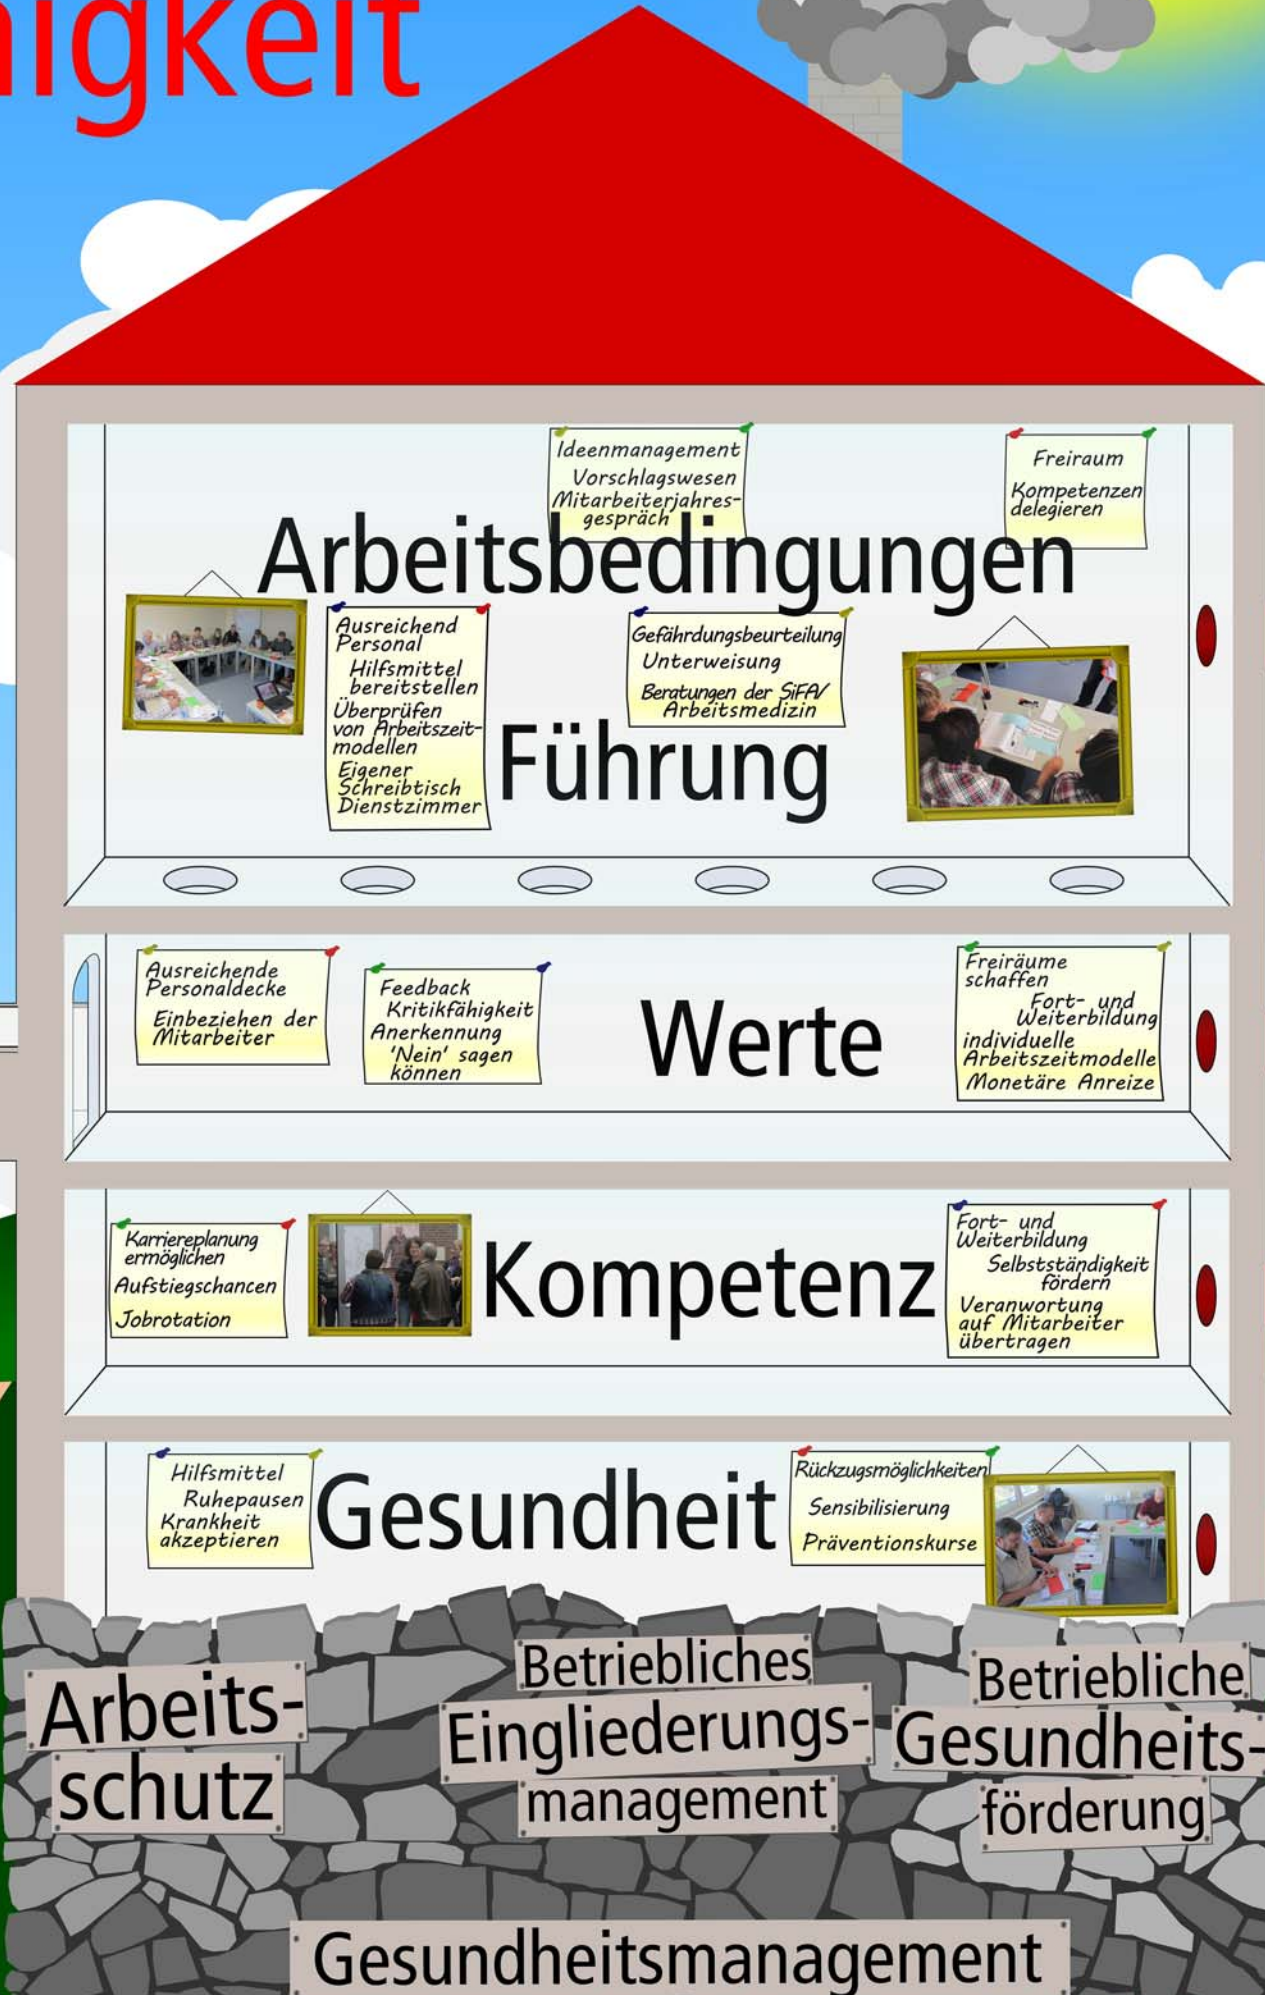 higkeit
Ideenmanagement
Vorschlagswesen
Mitarbeiterjahres-
gespräch
Freiraum
Kompetenzen
delegieren
Arbeitsbedingungen
Ausreichend
Personal
Hilfsmittel
bereitstellen
Überprüfen
von Arbeitszeit-
modellen
Eigener
Schreibtisch
Dienstzimmer
Gefährdungsbeurteilung
Unterweisung
Beratungen der SiFA/
Arbeitsmedizin
Führung
Ausreichende
Personaldecke
Einbeziehen der
Mitarbeiter
Feedback
Kritikfähigkeit
Anerkennung
'Nein' sagen
können
Werte
Freiräume
schaffen
Fort- und
Weiterbildung
individuelle
Arbeitszeitmodelle
Monetäre Anreize
Karriereplanung
ermöglichen
Aufstiegschancen
Jobrotation
Kompetenz
Fort- und
Weiterbildung
Selbstständigkeit
fördern
Veranwortung
auf Mitarbeiter
übertragen
Hilfsmittel
Ruhepausen
Krankheit
akzeptieren
Gesundheit
Rückzugsmöglichkeiten
Sensibilisierung
Präventionskurse
Arbeits-
schutz
Betriebliches
Eingliederungs-
management
Betriebliche
Gesundheits-
förderung
Gesundheitsmanagement